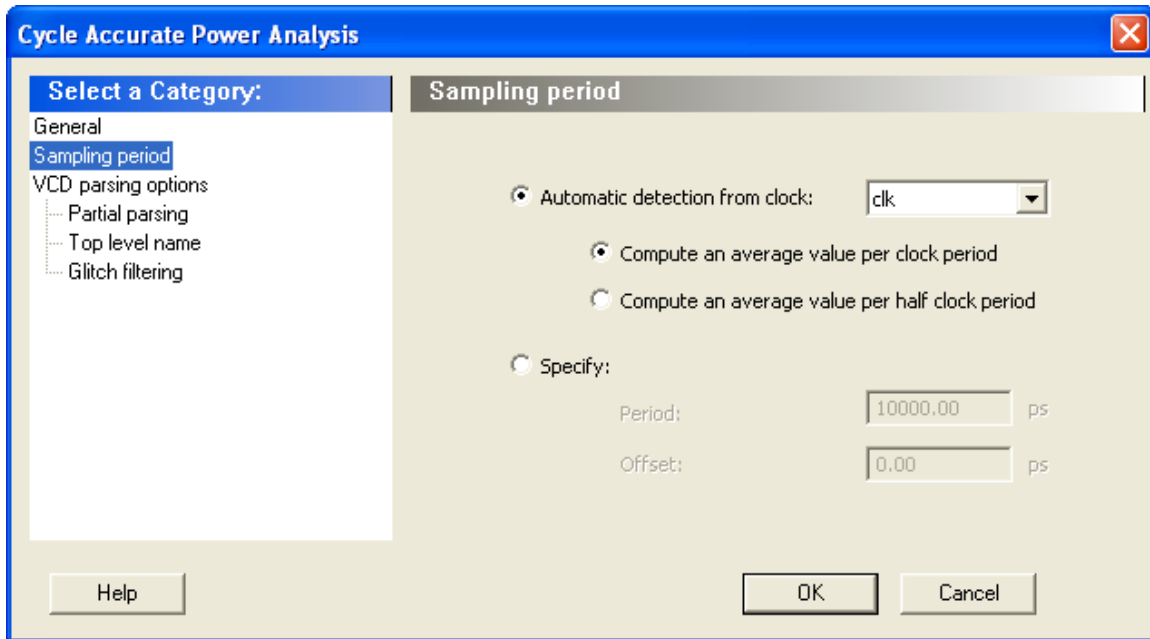 Cycle Accurate Power Analysis
Select a Category:
General
Sampling period
VCD parsing options
Partial parsing
Top level name
Glitch filtering
Sampling period
Automatic detection from clock: clk
Compute an average value per clock period
Compute an average value per half clock period
Specify:
Period: 10000.00 ps
Offset: 0.00 ps
Help OK Cancel